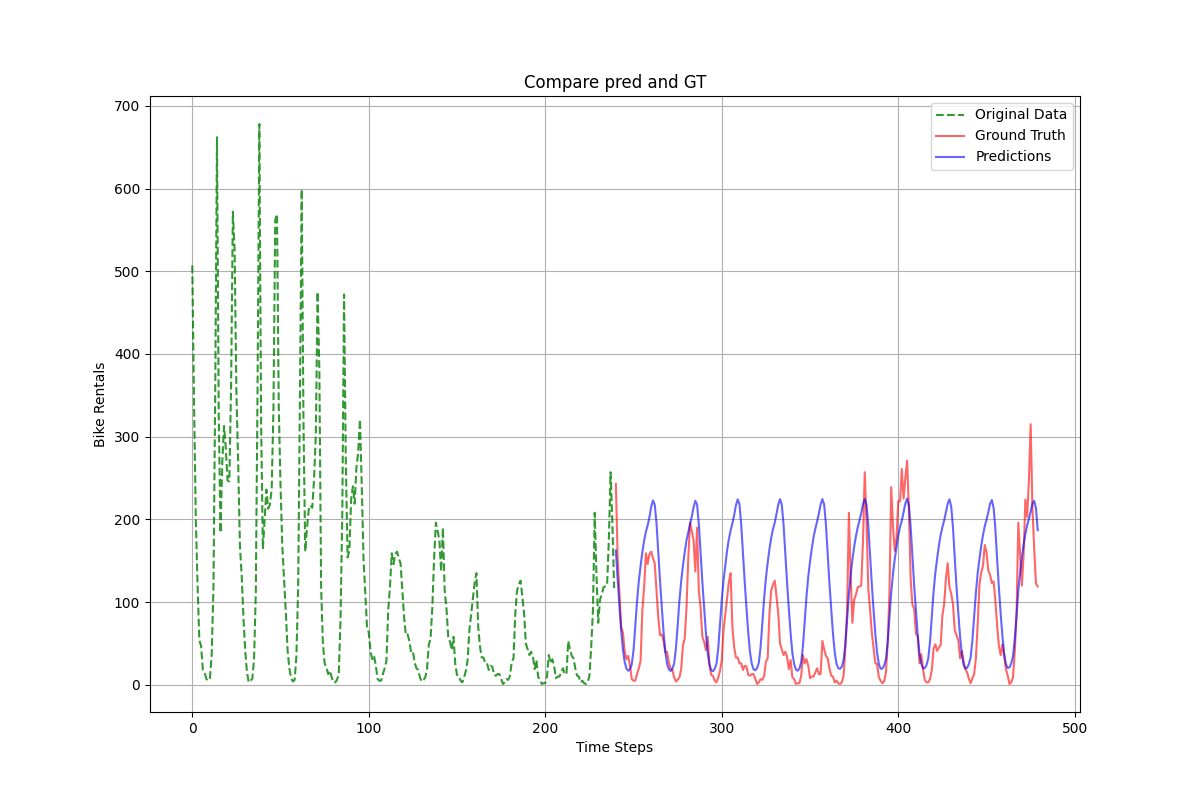 Compare pred and GT
700
600
500
400
300
200
100
0
Bike Rentals
Original Data
Ground Truth
Predictions
0 100 200 300 400 500
Time Steps